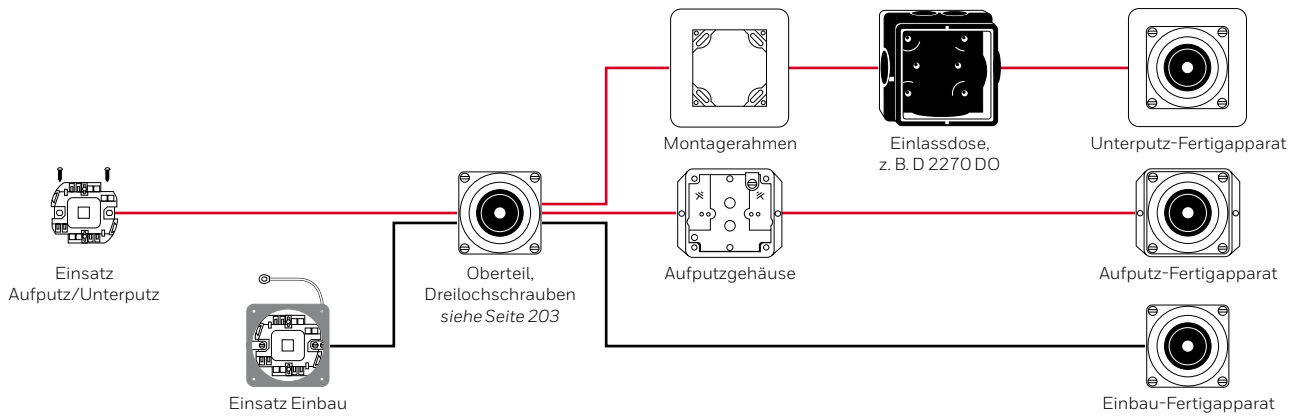 Montagerahmen
Einlassdose,
z. B. D 2270 DO
Unterputz-Fertigapparat
Einsatz
Aufputz/Unterputz
Oberteil,
Dreilochschrauben
siehe Seite 203
Aufputzgehäuse
Aufputz-Fertigapparat
Einsatz Einbau
Einbau-Fertigapparat